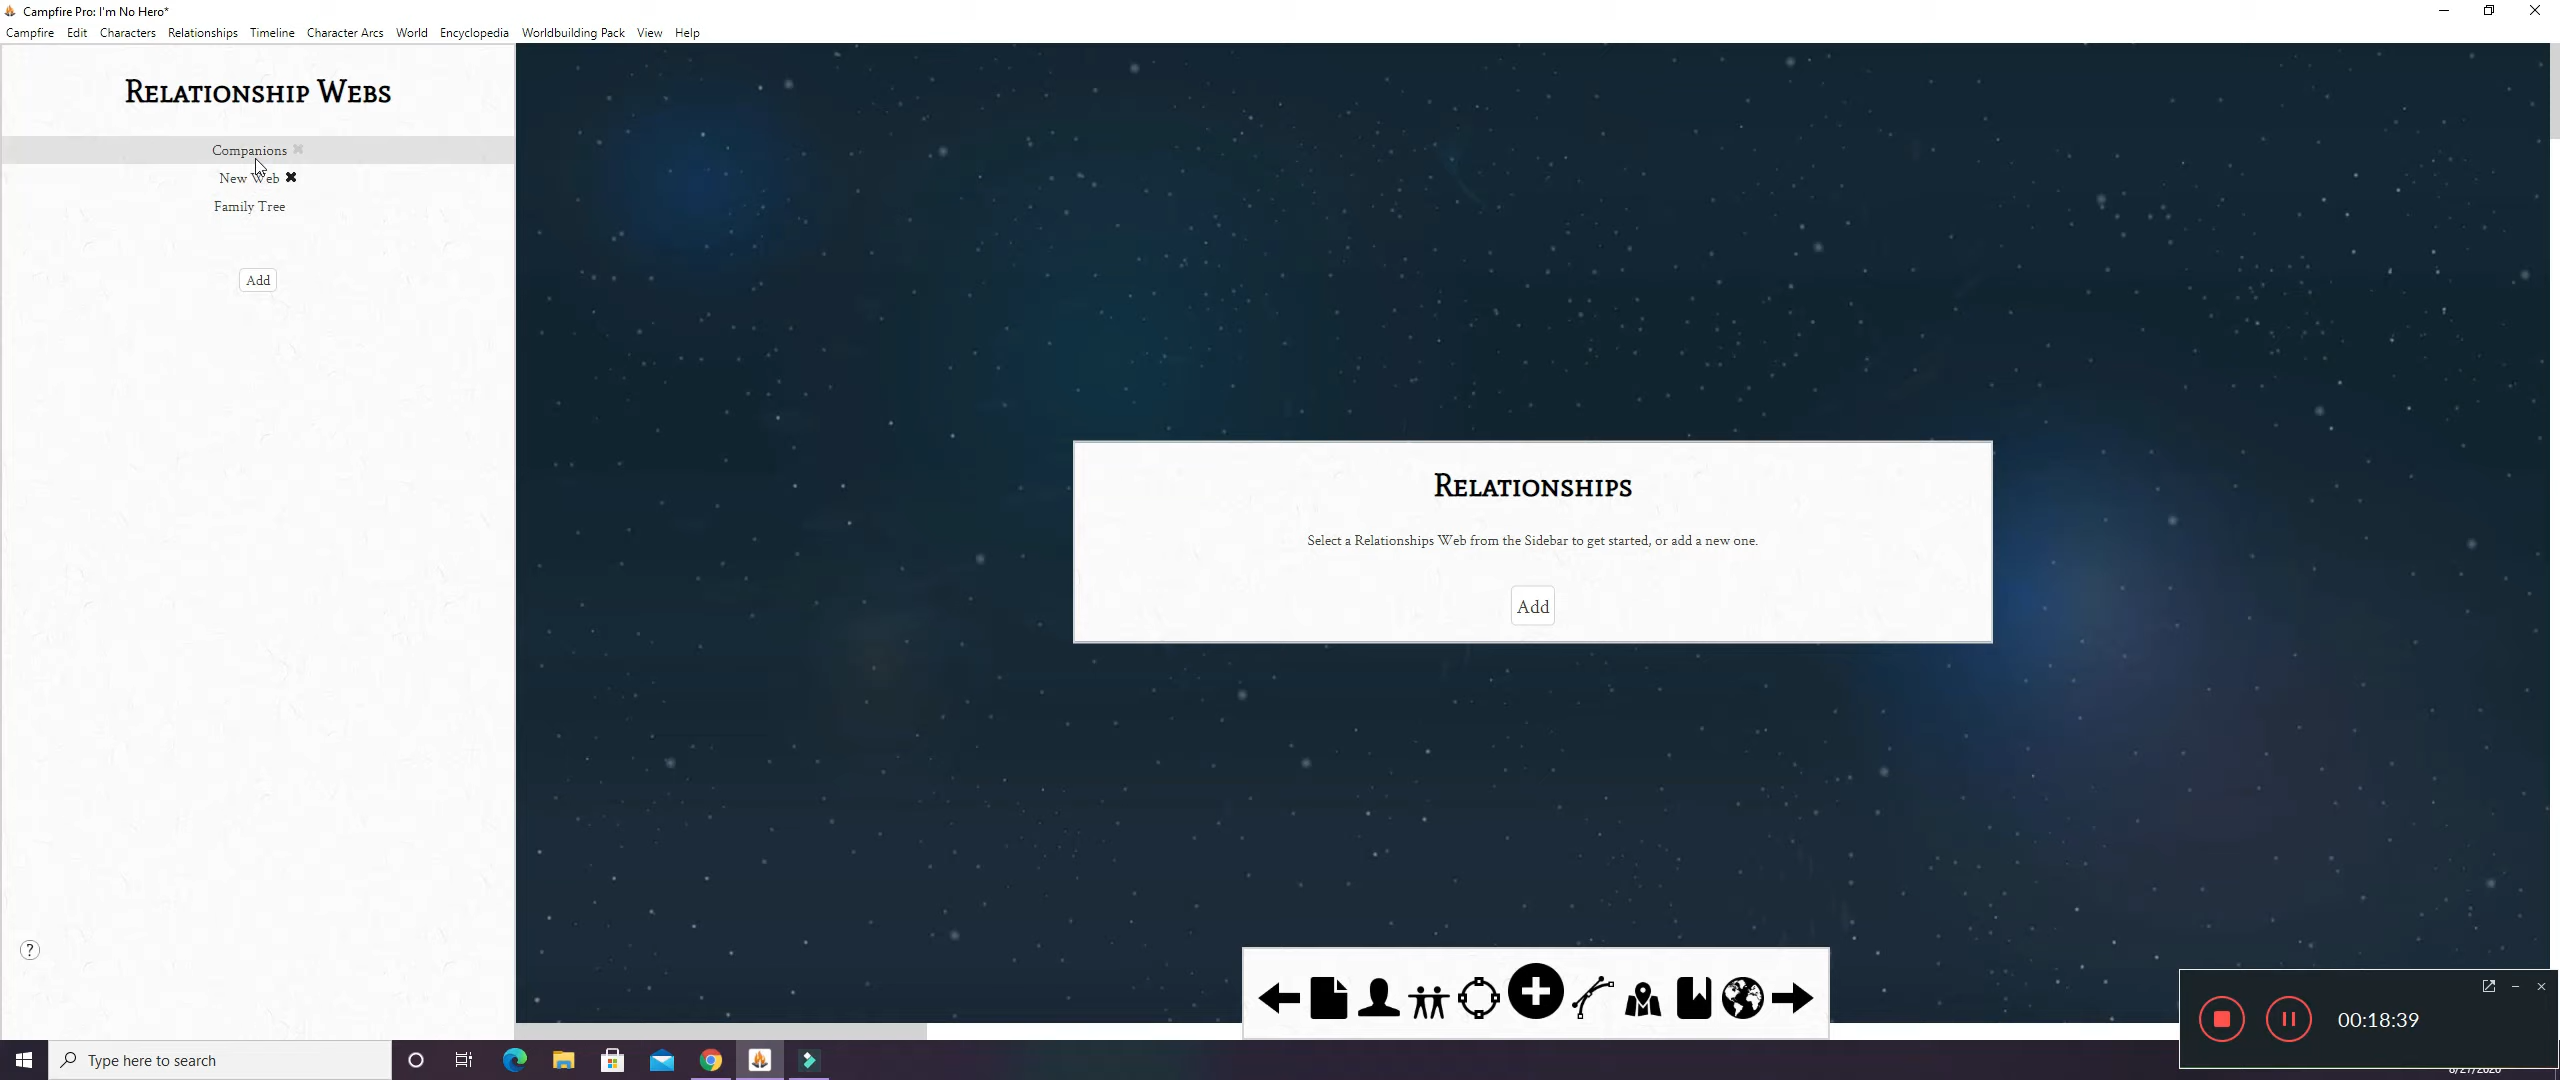 Campfire Pro: I'm No Hero*
Campfire Edit Characters Relationships Timeline Character Arcs World Encyclopedia Worldbuilding Pack View Help
Relationship Webs
Companions
New Web
Family Tree
Add
Relationships
Select a Relationships Web from the Sidebar to get started, or add a new one.
Add
?
00:18:39
Type here to search